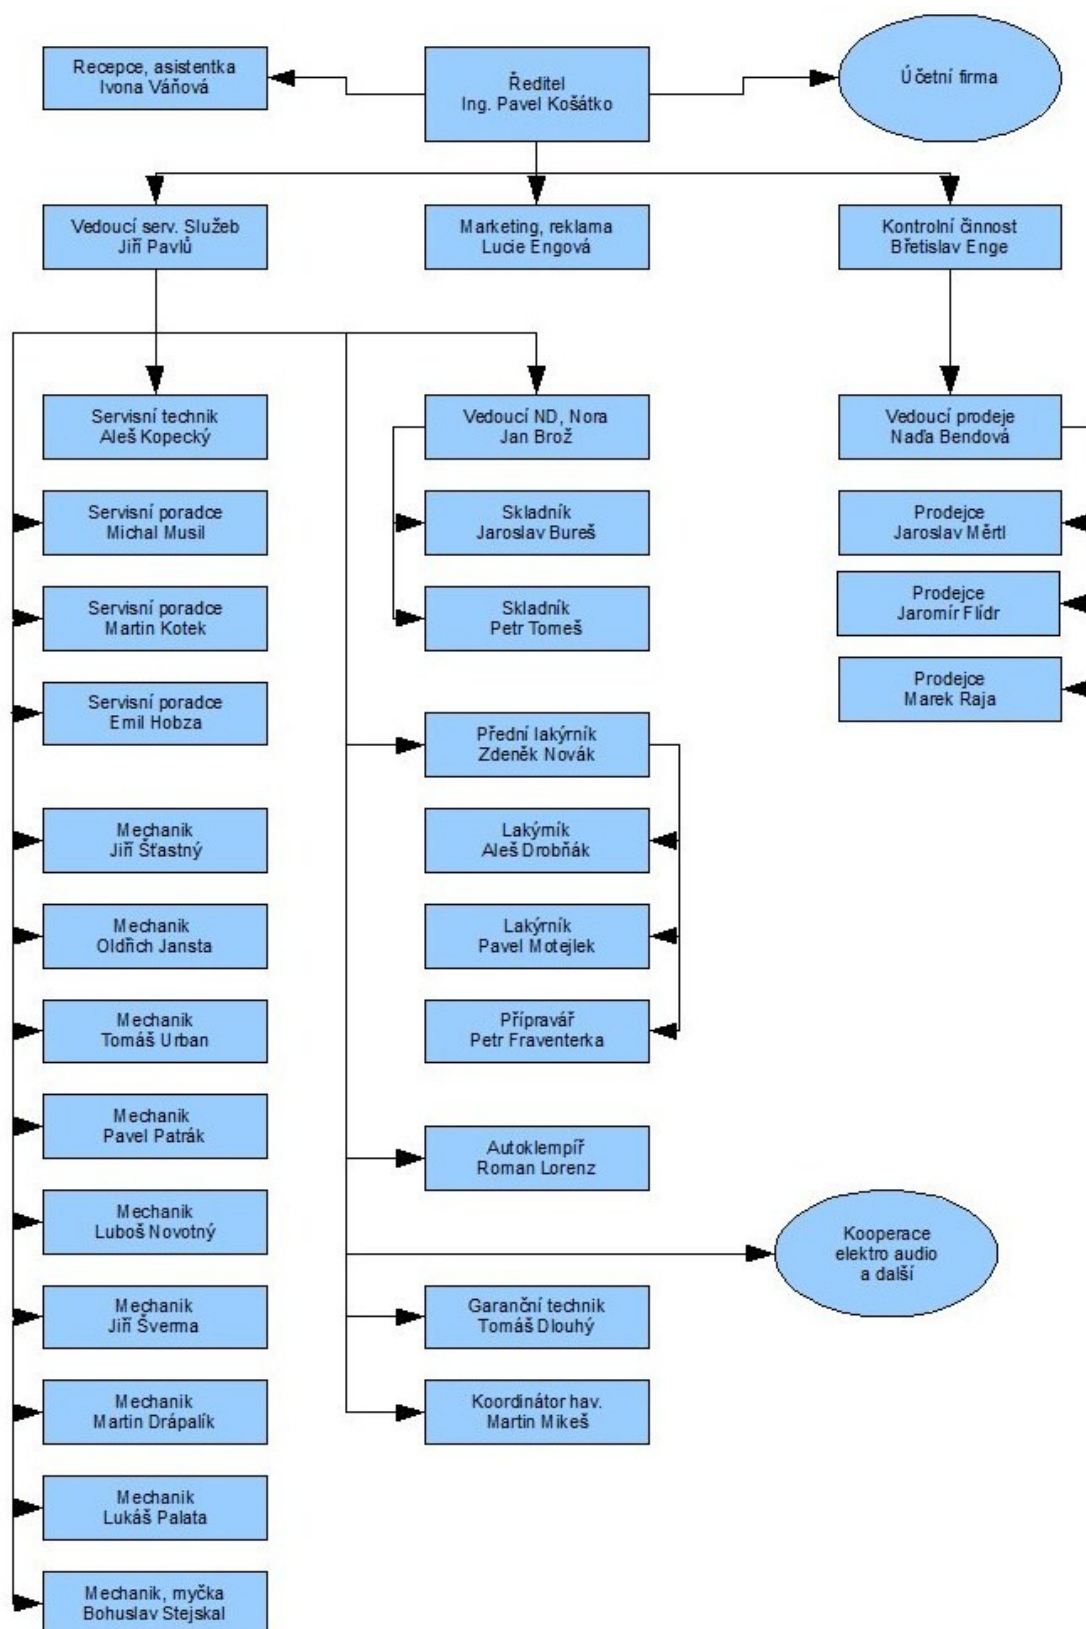 Recepce, asistentka
Ivona Váňová
Ředitel
Ing. Pavel Košátko
Účetní firma
Vedoucí serv. Služeb
Jiří Pavlů
Marketing, reklama
Lucie Engová
Kontrolní činnost
Břetislav Enge
Servisní technik
Aleš Kopecký
Vedoucí ND, Nora
Jan Brož
Vedoucí prodeje
Naďa Bendová
Servisní poradce
Michal Musil
Skladník
Jaroslav Bureš
Prodejce
Jaroslav Měrtl
Servisní poradce
Martin Kotek
Skladník
Petr Tomeš
Prodejce
Jaromír Flídr
Servisní poradce
Emil Hobza
Přední lakýrník
Zdeněk Novák
Prodejce
Marek Raja
Mechanik
Jiří Šťastný
Lakýrník
Aleš Drobňák
Mechanik
Oldřich Jansta
Lakýrník
Pavel Motejlek
Mechanik
Tomáš Urban
Přípravář
Petr Fraventerka
Mechanik
Pavel Patrák
Autoklempíř
Roman Lorenz
Mechanik
Luboš Novotný
Kooperace
elektro audio
a další
Mechanik
Jiří Šverma
Garanční technik
Tomáš Dlouhý
Mechanik
Martin Drápalík
Koordinátor hav.
Martin Mikeš
Mechanik
Lukáš Palata
Mechanik, myčka
Bohuslav Stejskal